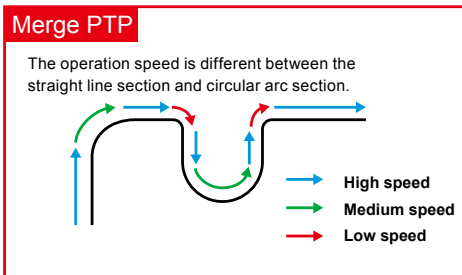 Merge PTP
The operation speed is different between the
straight line section and circular arc section.
High speed
Medium speed
Low speed